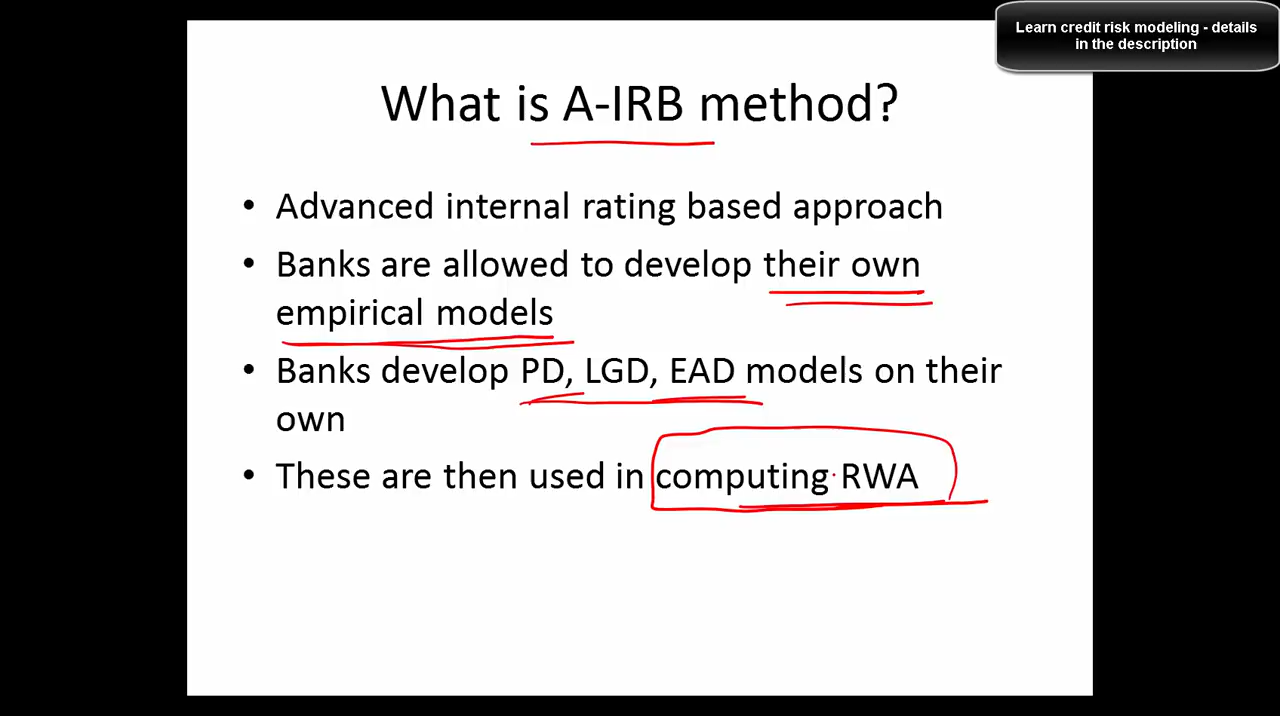 Learn credit risk modeling - details
in the description
What is A-IRB method?
• Advanced internal rating based approach
• Banks are allowed to develop their own
empirical models
• Banks develop PD, LGD, EAD models on their
own
• These are then used in computing RWA